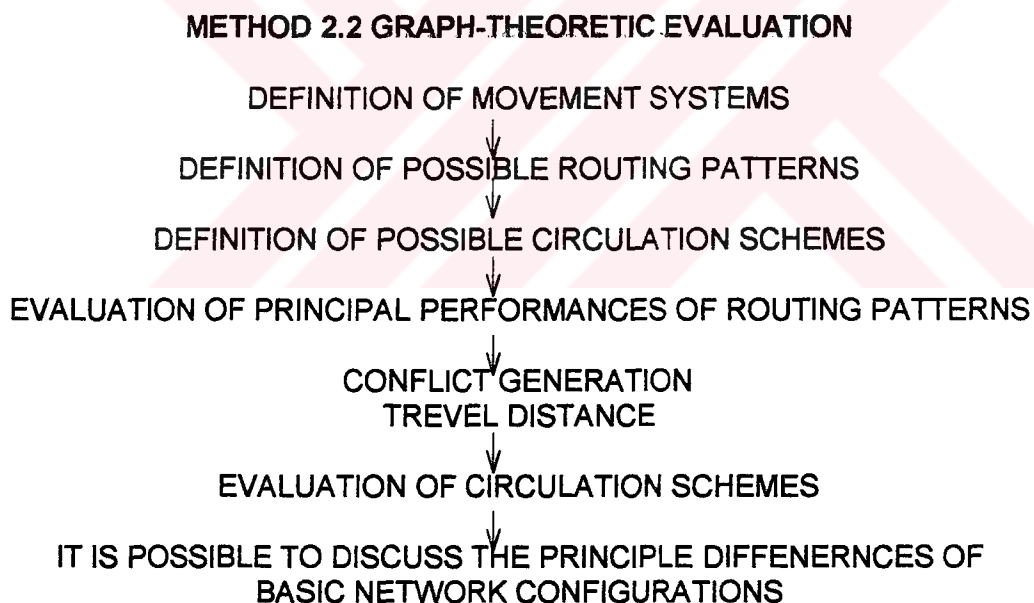 METHOD 2.2 GRAPH-THEORETIC EVALUATION
DEFINITION OF MOVEMENT SYSTEMS
DEFINITION OF POSSIBLE ROUTING PATTERNS
DEFINITION OF POSSIBLE CIRCULATION SCHEMES
EVALUATION OF PRINCIPAL PERFORMANCES OF ROUTING PATTERNS
CONFLICT GENERATION
TREVEL DISTANCE
EVALUATION OF CIRCULATION SCHEMES
IT IS POSSIBLE TO DISCUSS THE PRINCIPLE DIFFENERNCES OF
BASIC NETWORK CONFIGURATIONS